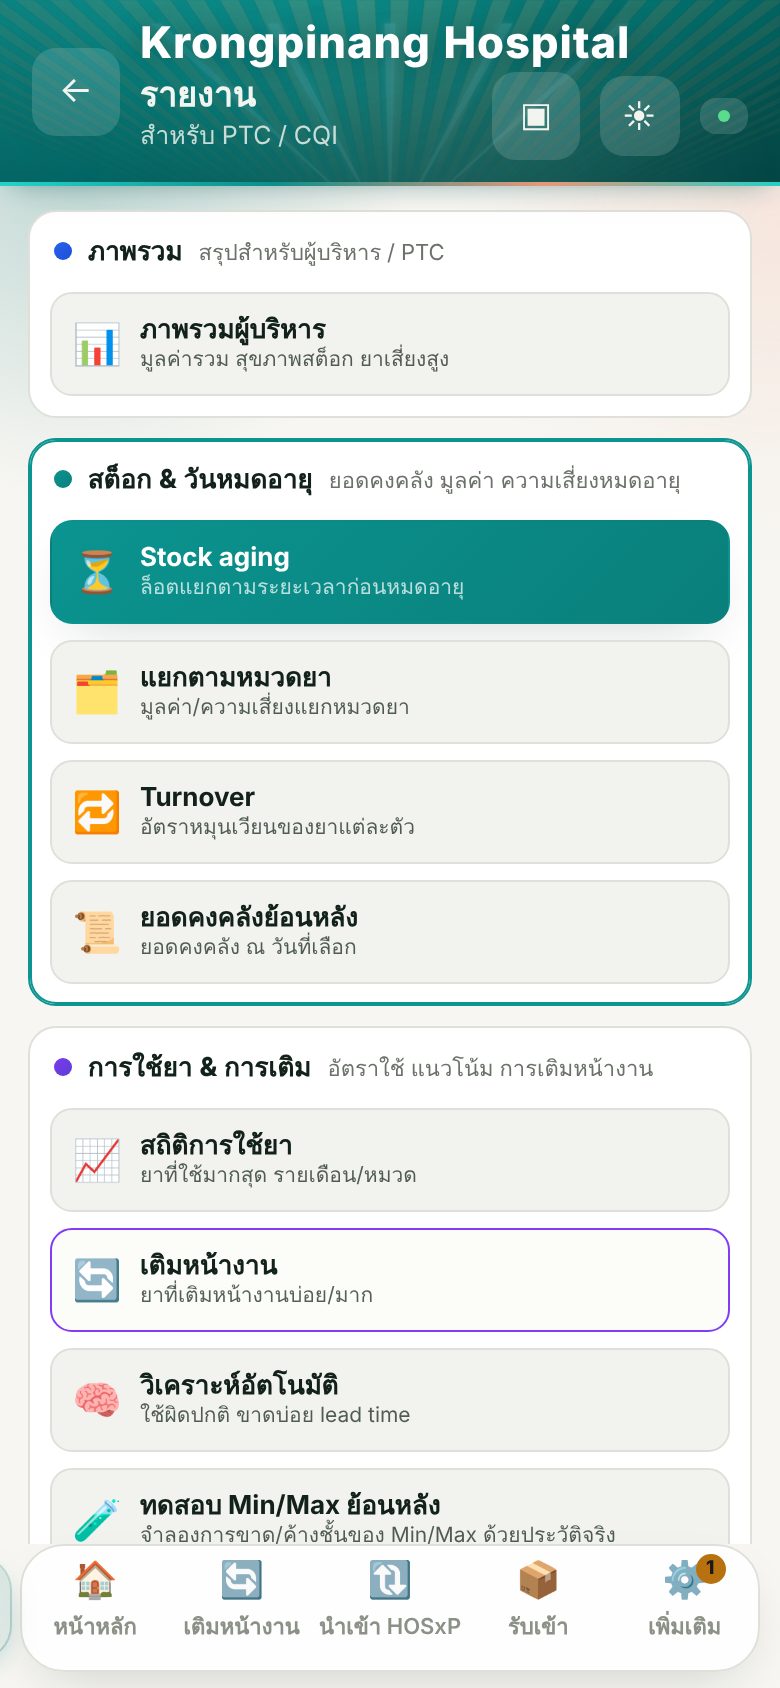 Krongpinang Hospital
รายงาน
สำหรับ PTC / CQI
ภาพรวม สรุปสำหรับผู้บริหาร / PTC
ภาพรวมผู้บริหาร
มูลค่ารวม สุขภาพสต็อก ยาเสี่ยงสูง
สต็อก & วันหมดอายุ ยอดคงคลัง มูลค่า ความเสี่ยงหมดอายุ
Stock aging
ล็อตแยกตามระยะเวลาก่อนหมดอายุ
แยกตามหมวดยา
มูลค่า/ความเสี่ยงแยกหมวดยา
Turnover
อัตราหมุนเวียนของยาแต่ละตัว
ยอดคงคลังย้อนหลัง
ยอดคงคลัง ณ วันที่เลือก
การใช้ยา & การเติม อัตราใช้ แนวโน้ม การเติมหน้างาน
สถิติการใช้ยา
ยาที่ใช้มากสุด รายเดือน/หมวด
เติมหน้างาน
ยาที่เติมหน้างานบ่อย/มาก
วิเคราะห์อัตโนมัติ
ใช้ผิดปกติ ขาดบ่อย lead time
ทดสอบ Min/Max ย้อนหลัง
จำลองการขาด/ค้างชั้นของ Min/Max ด้วยประวัติจริง
1
หน้าหลัก เติมหน้างาน นำเข้า HOSxP รับเข้า เพิ่มเติม